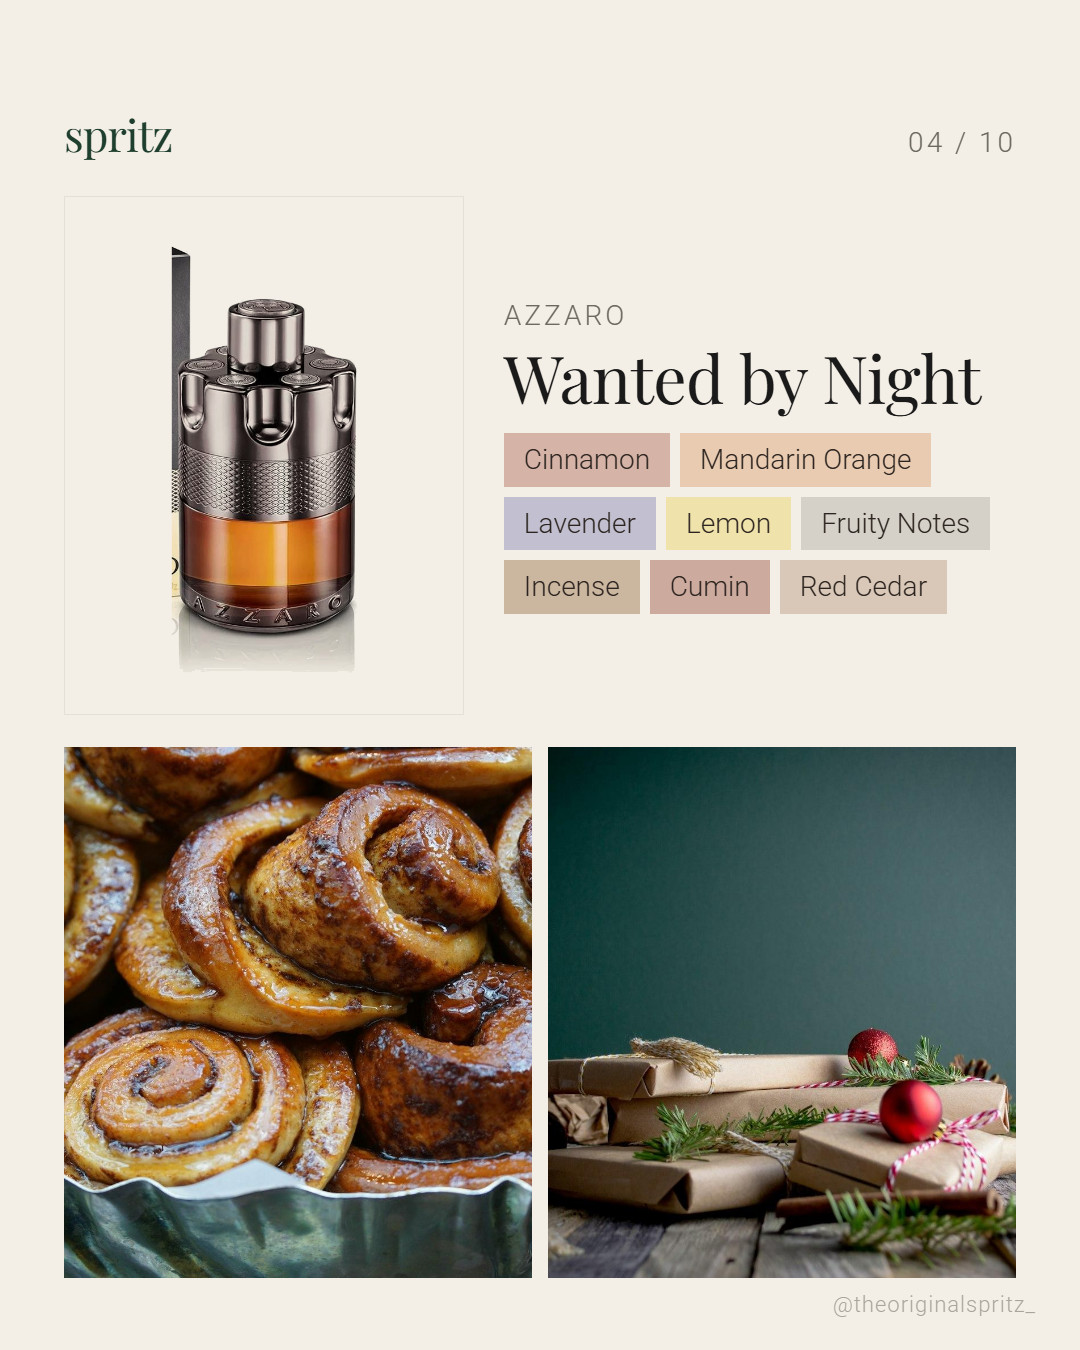 spritz
04 / 10
AZZARO
Wanted by Night
Cinnamon
Mandarin Orange
Lavender
Lemon
Fruity Notes
Incense
Cumin
Red Cedar
AZZARO
@theoriginalspritz_